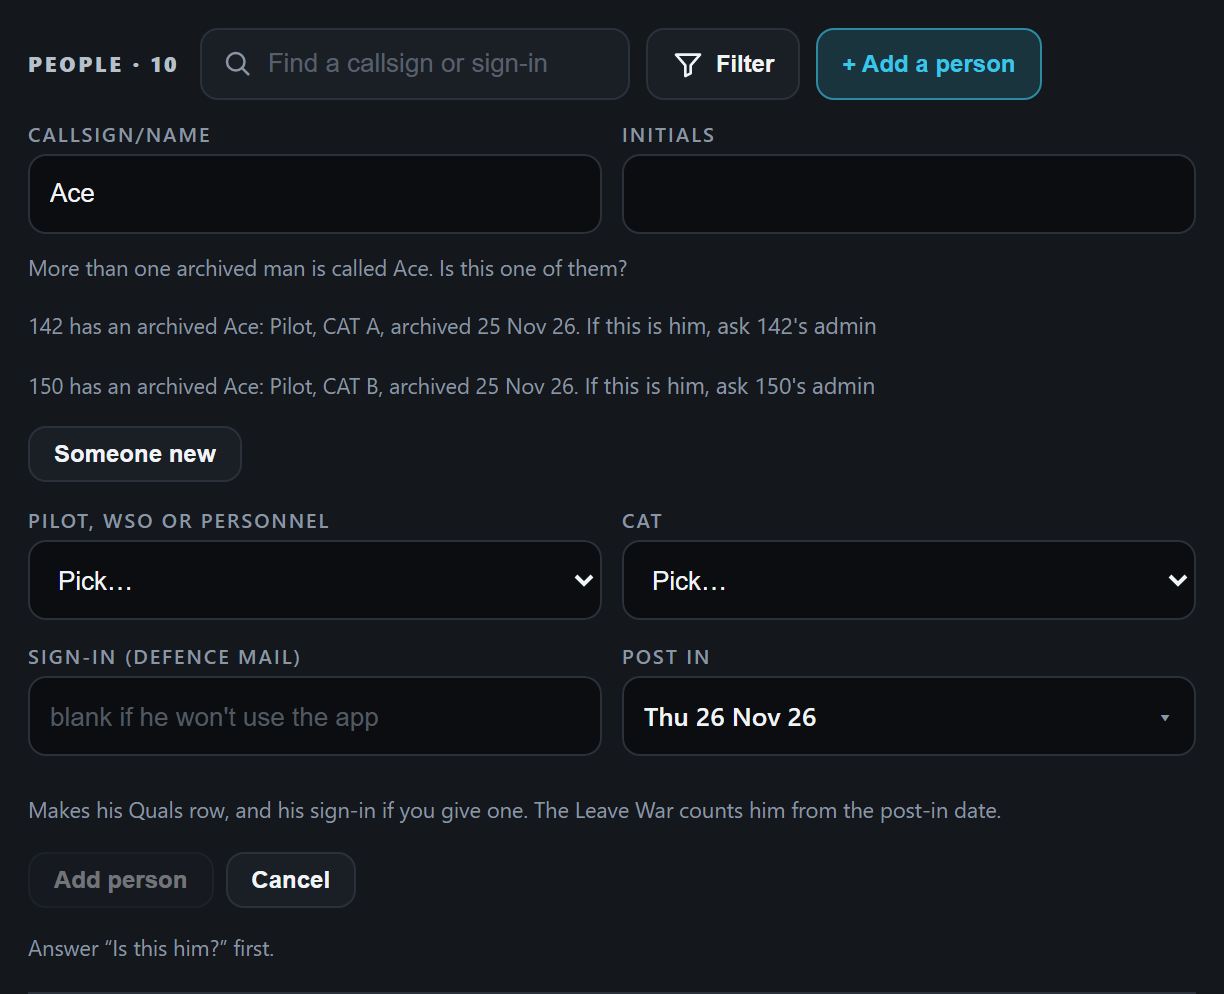 PEOPLE · 10
Find a callsign or sign-in
Filter
+ Add a person
CALLSIGN/NAME
INITIALS
Ace
More than one archived man is called Ace. Is this one of them?
142 has an archived Ace: Pilot, CAT A, archived 25 Nov 26. If this is him, ask 142's admin
150 has an archived Ace: Pilot, CAT B, archived 25 Nov 26. If this is him, ask 150's admin
Someone new
PILOT, WSO OR PERSONNEL
CAT
Pick…
Pick…
SIGN-IN (DEFENCE MAIL)
POST IN
blank if he won't use the app
Thu 26 Nov 26
Makes his Quals row, and his sign-in if you give one. The Leave War counts him from the post-in date.
Add person
Cancel
Answer “Is this him?” first.